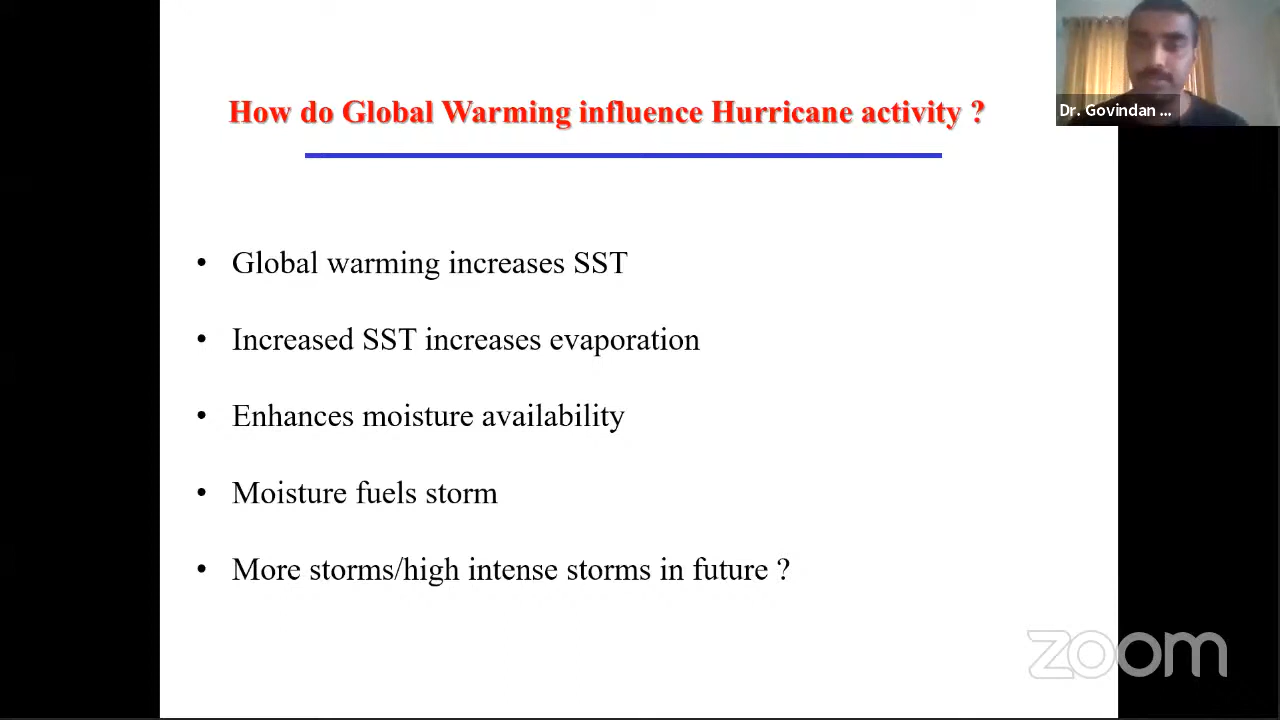 How do Global Warming influence Hurricane activity ?
Dr. Govindan ...
• Global warming increases SST
• Increased SST increases evaporation
• Enhances moisture availability
• Moisture fuels storm
• More storms/high intense storms in future ?
zoom